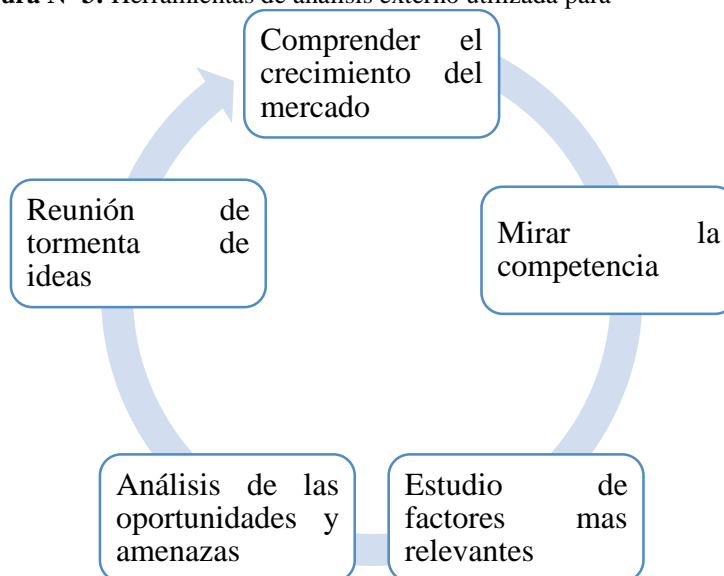 ura N° 3: Herramientas de análisis externo utilizada para
Comprender el
crecimiento del
mercado
Mirar la
competencia
Estudio de
factores mas
relevantes
Análisis de las
oportunidades y
amenazas
Reunión de
tormenta de
ideas